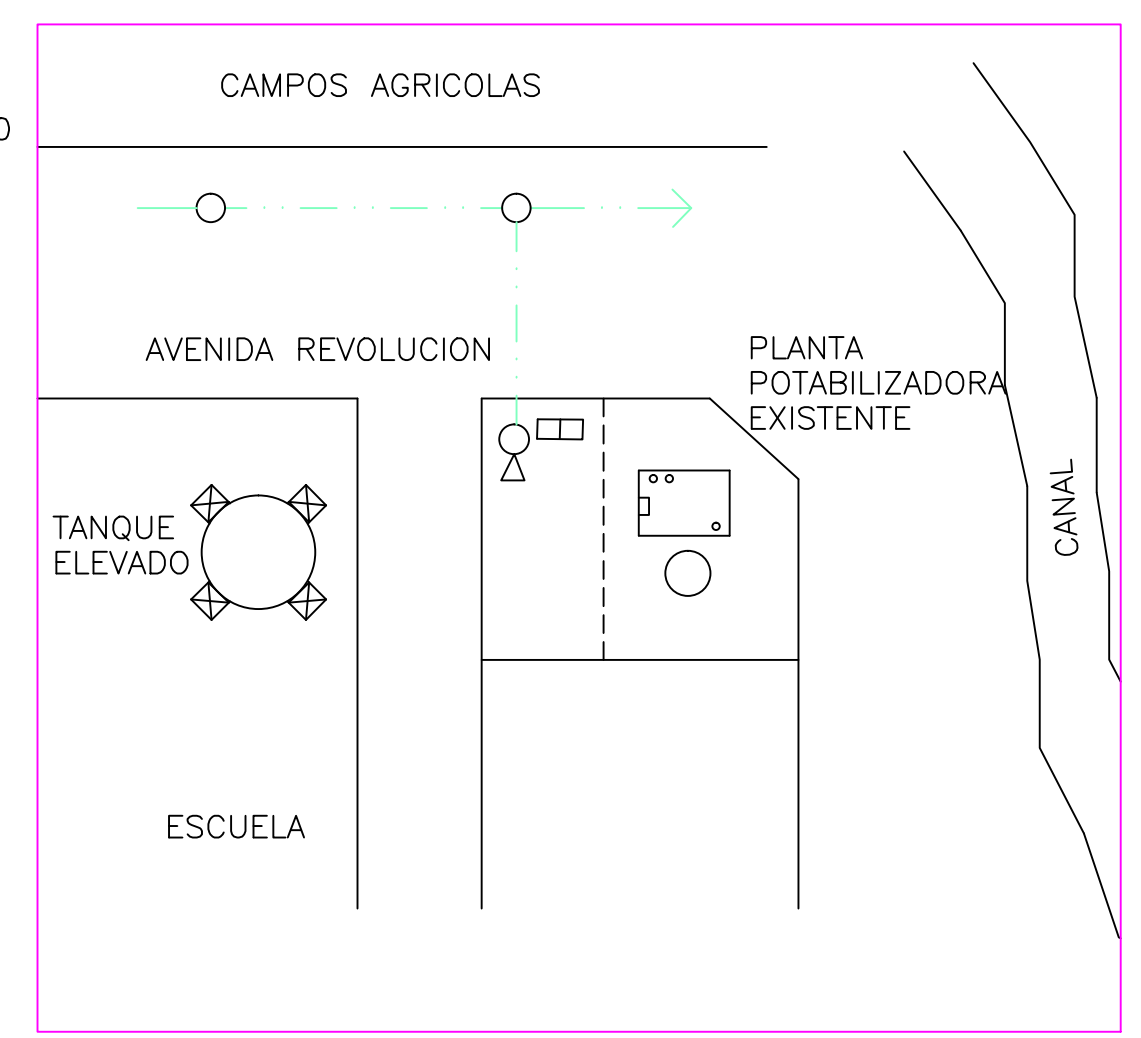 CAMPOS AGRICOLAS
O
AVENIDA REVOLUCION
PLANTA
POTABILIZADORA
EXISTENTE
TANQUE
ELEVADO
CANAL
ESCUELA